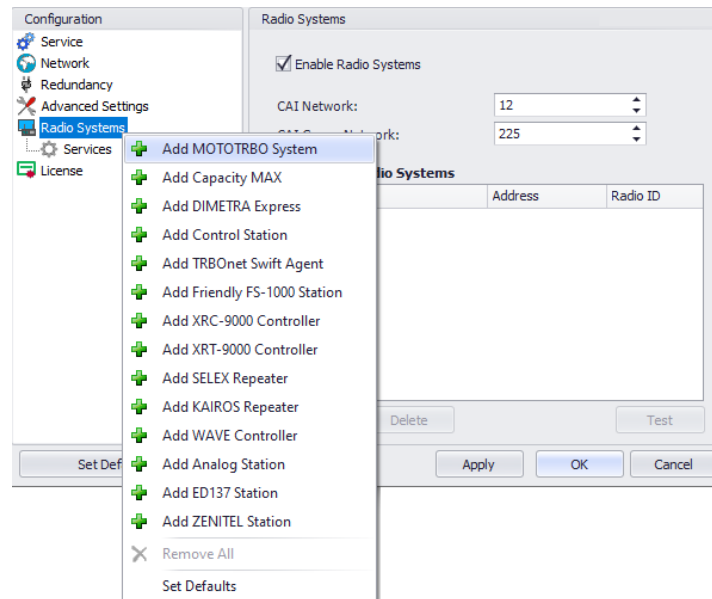 Configuration
Service
Network
Redundancy
Advanced Settings
Radio Systems
Services
License
Radio Systems
Enable Radio Systems
CAI Network: 12
225
Systems
Address Radio ID
Delete Test
Set Apply OK Cancel
Add MOTOTRBO System
Add Capacity MAX
Add DIMETRA Express
Add Control Station
Add TRBOnet Swift Agent
Add Friendly FS-1000 Station
Add XRC-9000 Controller
Add XRT-9000 Controller
Add SELEX Repeater
Add KAIROS Repeater
Add WAVE Controller
Add Analog Station
Add ED137 Station
Add ZENITEL Station
Remove All
Set Defaults